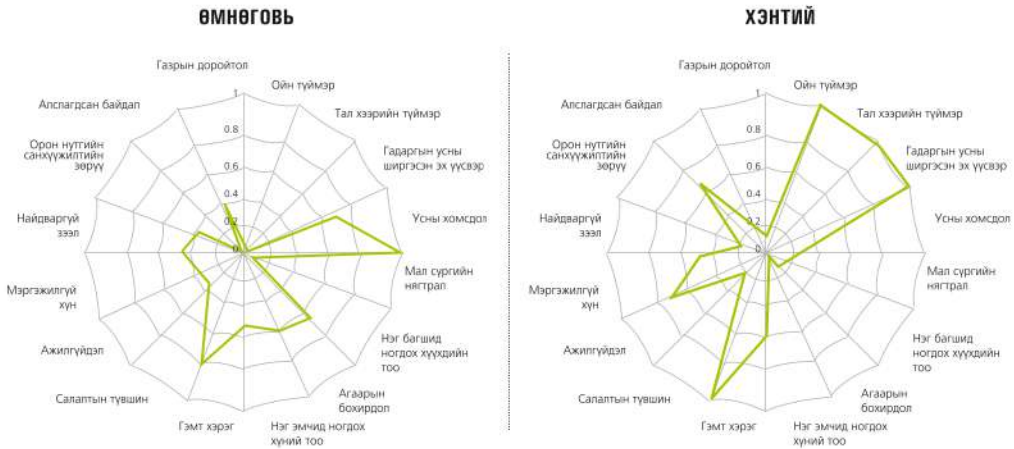 ӨМНӨГОВЬ
Газрын доройтол
Ойн түймэр
Тал хээрийн түймэр
Гадаргын усны
ширгэсэн эх үүсвэр
Усны хомсдол
Мал сүргийн
нягтрал
Нэг багшид
ногдох хүүхдийн
тоо
Агаарын
бохирдол
Нэг эмчид ногдох
хүний тоо
Гэмт хэрэг
Салалтын түвшин
Ажилгүйдэл
Мэргэжилгүй
хүн
Найдваргүй
зээл
Орон нутгийн
санхүүжилтийн
зөрүү
Алслагдсан байдал
1
0.8
0.6
0.4
0.2
0
ХЭНТИЙ
Газрын доройтол
Ойн түймэр
Тал хээрийн түймэр
Гадаргын усны
ширгэсэн эх үүсвэр
Усны хомсдол
Мал сүргийн
нягтрал
Нэг багшид
ногдох хүүхдийн
тоо
Агаарын
бохирдол
Нэг эмчид ногдох
хүний тоо
Гэмт хэрэг
Салалтын түвшин
Ажилгүйдэл
Мэргэжилгүй
хүн
Найдваргүй
зээл
Орон нутгийн
санхүүжилтийн
зөрүү
Алслагдсан байдал
1
0.8
0.6
0.4
0.2
0